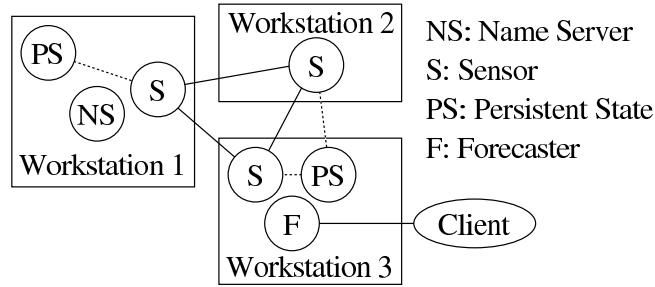 PS
S
NS
Workstation 1
Workstation 2
S
S
PS
F
Workstation 3
Client
NS: Name Server
S: Sensor
PS: Persistent State
F: Forecaster